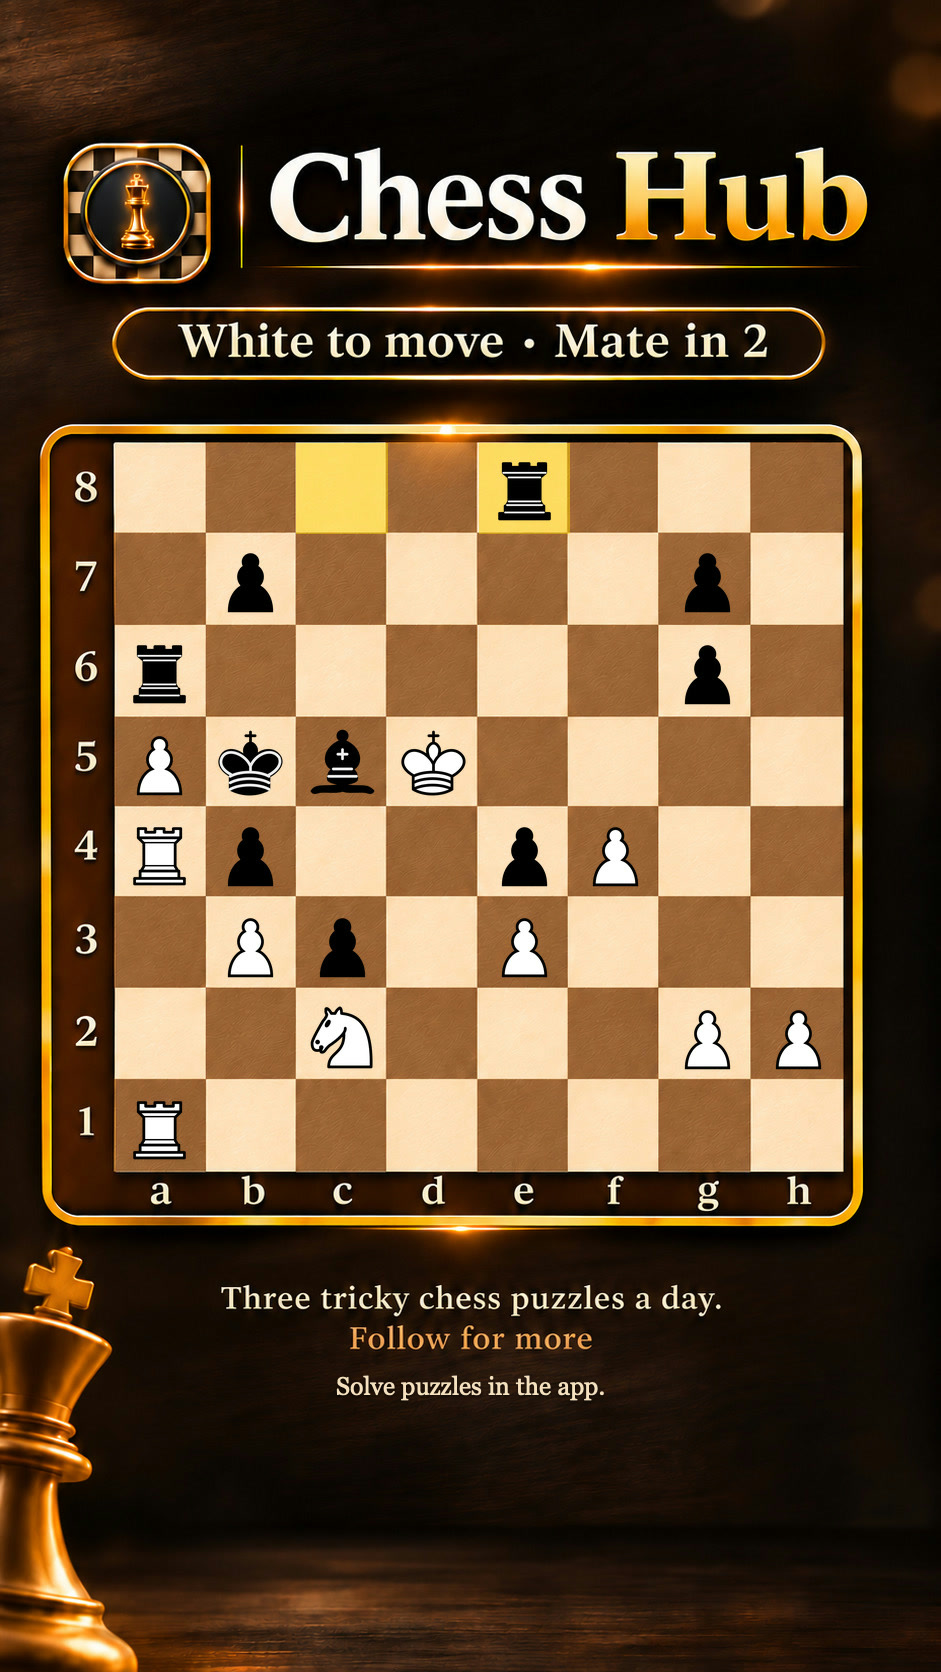 Chess Hub
White to move • Mate in 2
8
7
6
5
4
3
2
1
a b c d e f g h
Three tricky chess puzzles a day.
Follow for more
Solve puzzles in the app.